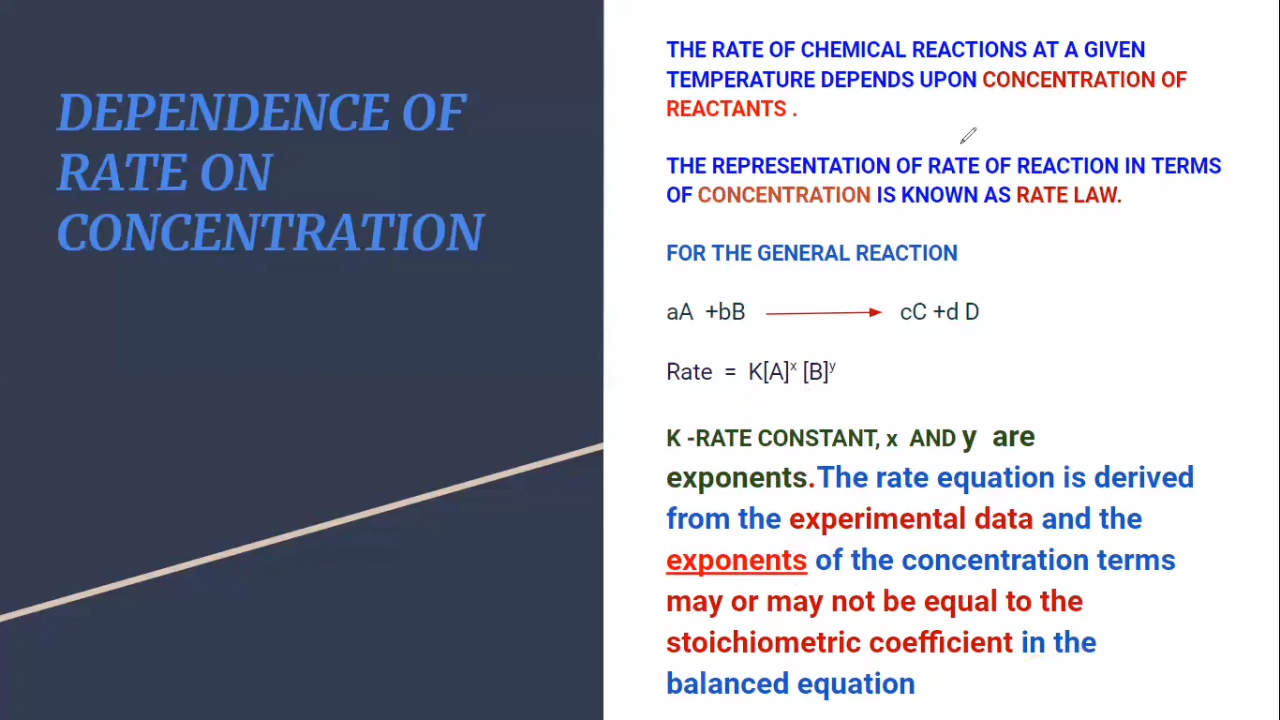 DEPENDENCE OF
RATE ON
CONCENTRATION
THE RATE OF CHEMICAL REACTIONS AT A GIVEN
TEMPERATURE DEPENDS UPON CONCENTRATION OF
REACTANTS .
THE REPRESENTATION OF RATE OF REACTION IN TERMS
OF CONCENTRATION IS KNOWN AS RATE LAW.
FOR THE GENERAL REACTION
aA +bB ⟶ cC +d D
Rate = K[A]ˣ [B]ʸ
K -RATE CONSTANT, x AND y are
exponents.The rate equation is derived
from the experimental data and the
exponents of the concentration terms
may or may not be equal to the
stoichiometric coefficient in the
balanced equation